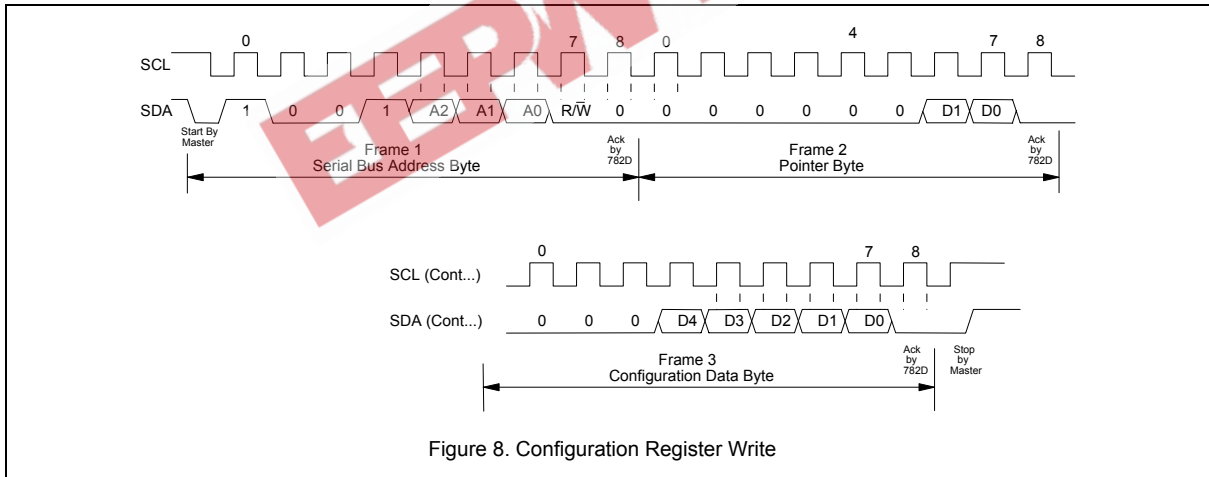 0 7 8 0 4 7 8
SCL
SDA 1 0 0 1 A2 A1 A0 R/W 0 0 0 0 0 0 0 D1 D0
Start By
Master
Frame 1
Serial Bus Address Byte
Ack
by
782D
Frame 2
Pointer Byte
Ack
by
782D
0 7 8
SCL (Cont...)
SDA (Cont...) 0 0 0 D4 D3 D2 D1 D0
Frame 3
Configuration Data Byte
Ack
by
782D
Stop
by
Master
Figure 8. Configuration Register Write